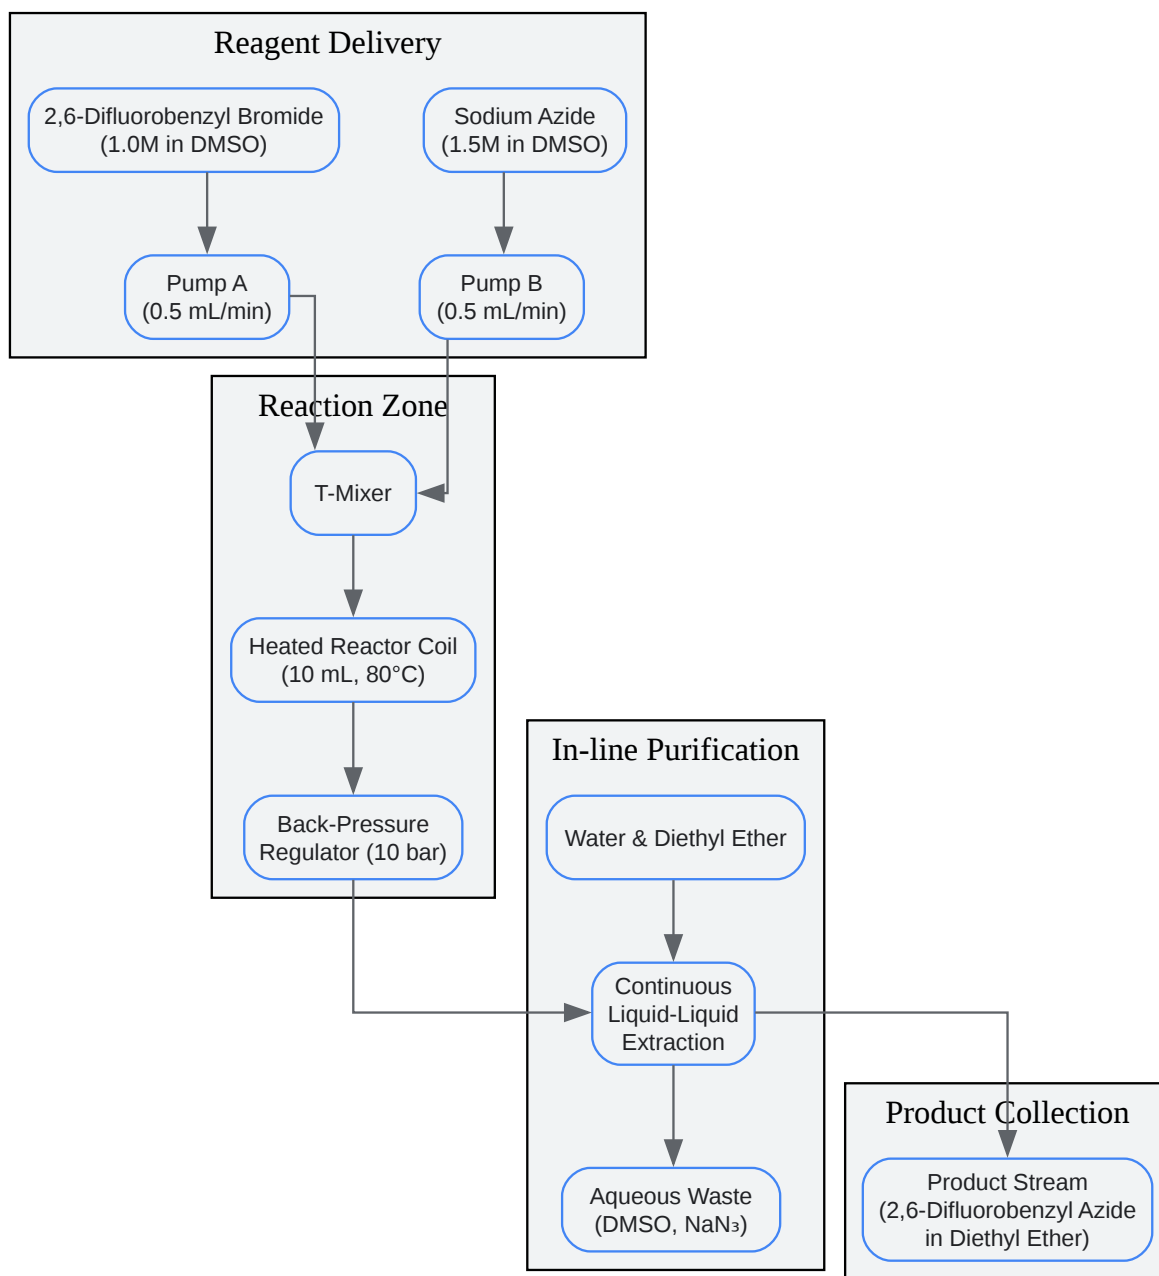 Reagent Delivery
2,6-Difluorobenzyl Bromide
(1.0M in DMSO)
Sodium Azide
(1.5M in DMSO)
Pump A
(0.5 mL/min)
Pump B
(0.5 mL/min)
Reaction Zone
T-Mixer
Heated Reactor Coil
(10 mL, 80°C)
Back-Pressure
Regulator (10 bar)
In-line Purification
Water & Diethyl Ether
Continuous
Liquid-Liquid
Extraction
Aqueous Waste
(DMSO, NaN₃)
Product Collection
Product Stream
(2,6-Difluorobenzyl Azide
in Diethyl Ether)